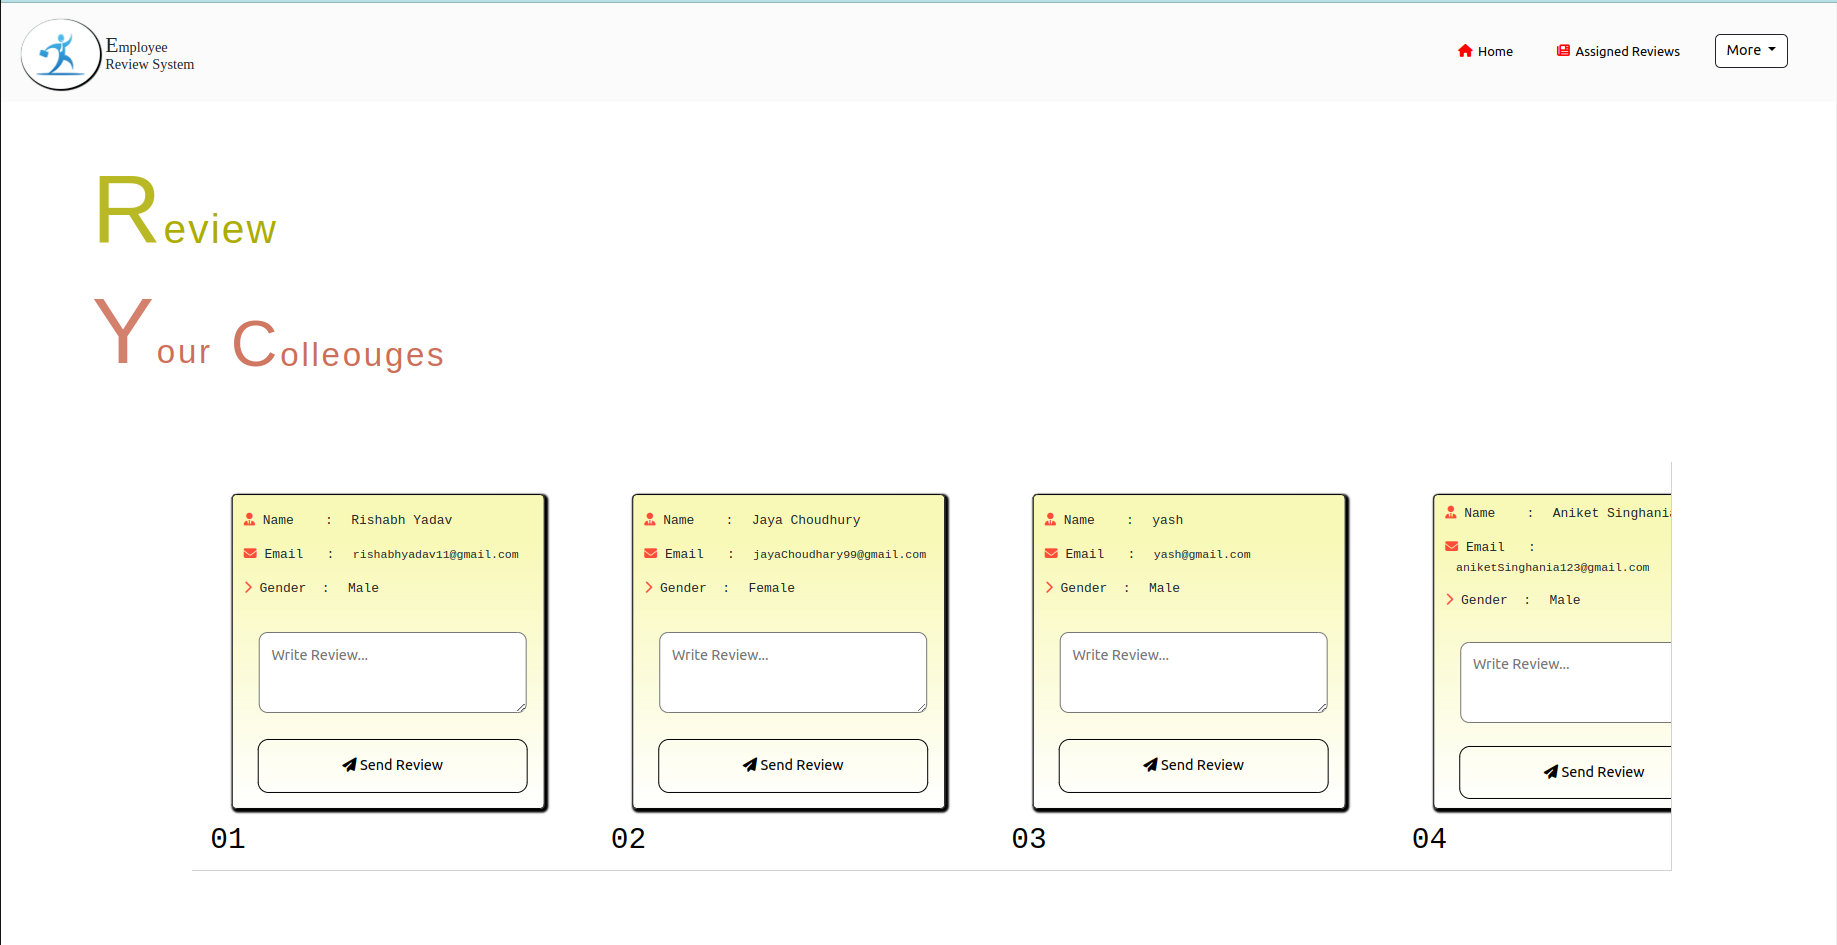 Employee
Review System
Home
Assigned Reviews
More
Review
Your Colleouges
Name : Rishabh Yadav
Email : rishabhyadav11@gmail.com
Gender : Male
Write Review...
Send Review
01
Name : Jaya Choudhury
Email : jayaChoudhary99@gmail.com
Gender : Female
Write Review...
Send Review
02
Name : yash
Email : yash@gmail.com
Gender : Male
Write Review...
Send Review
03
Name : Aniket Singhania
Email :
aniketSinghania123@gmail.com
Gender : Male
Write Review...
Send Review
04